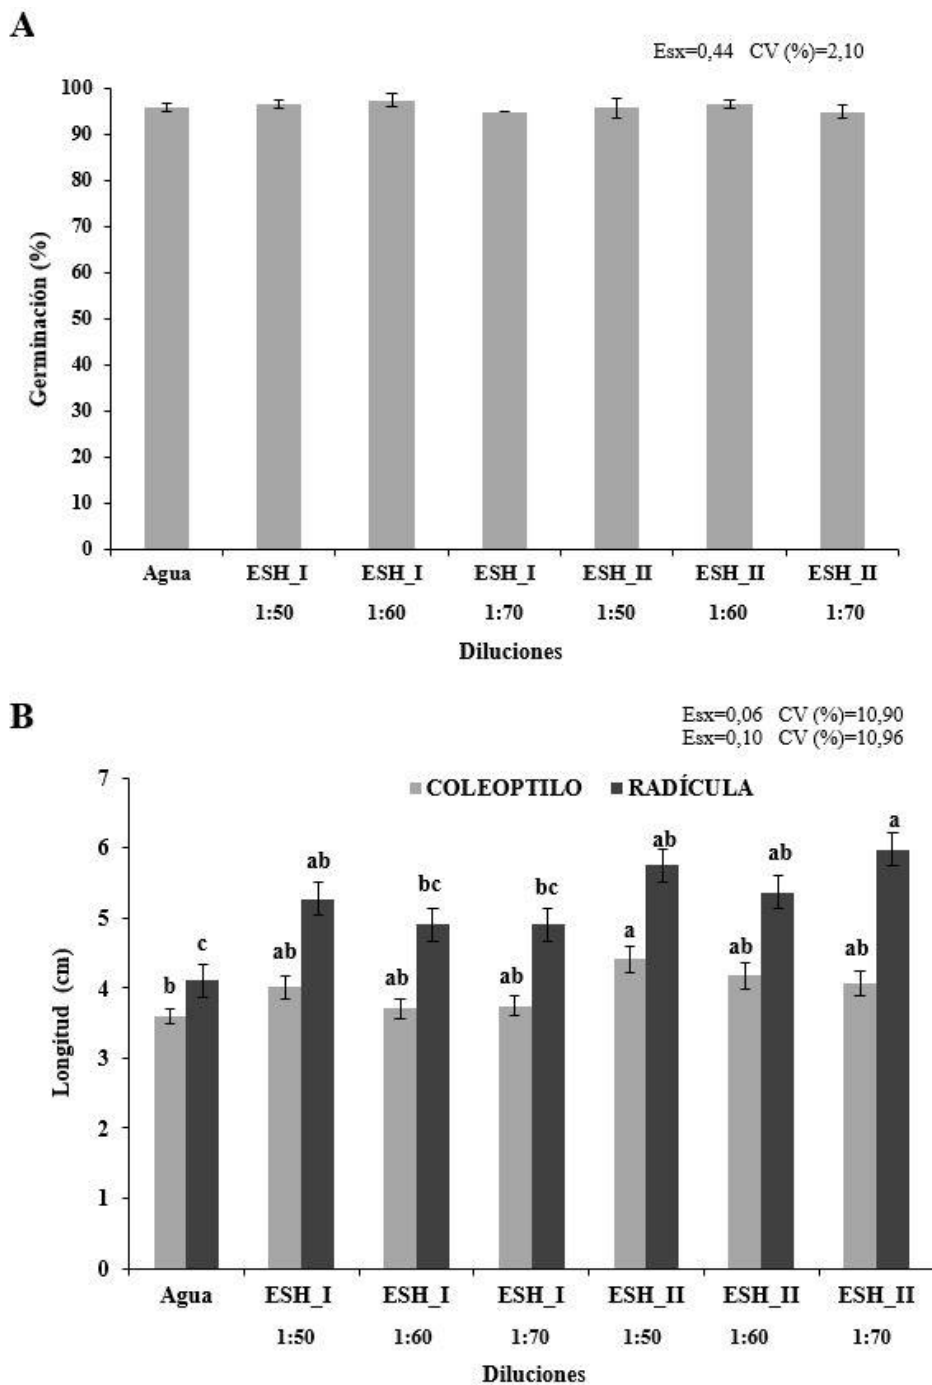 A
Esx=0,44 CV (%)=2,10
100
90
80
70
60
50
40
30
20
10
0
Germinación (%)
Agua ESH_I ESH_I ESH_I ESH_II ESH_II ESH_II
1:50 1:60 1:70 1:50 1:60 1:70
Diluciones
B
Esx=0,06 CV (%)=10,90
Esx=0,10 CV (%)=10,96
COLEOPTILO RADÍCULA
7
6
5
4
3
2
1
0
Longitud (cm)
b c ab ab ab bc ab bc a ab ab ab ab a
Agua ESH_I ESH_I ESH_I ESH_II ESH_II ESH_II
1:50 1:60 1:70 1:50 1:60 1:70
Diluciones